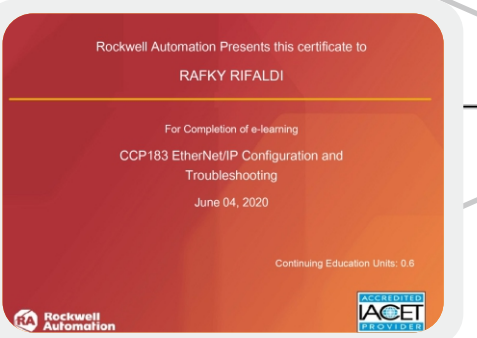 Rockwell Automation Presents this certificate to
RAFKY RIFALDI
For Completion of e-learning
CCP183 EtherNet/IP Configuration and
Troubleshooting
June 04, 2020
Continuing Education Units: 0.6
RA Rockwell
Automation
ACCREDITED
IACET
PROVIDER